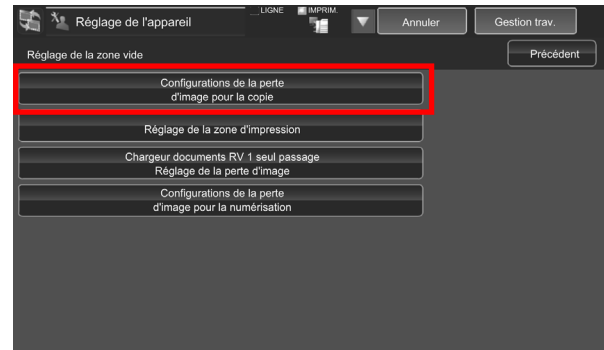 Réglage de l'appareil
LIGNE
IMPRIM.
Annuler
Gestion trav.
Réglage de la zone vide
Précédent
Configurations de la perte
d'image pour la copie
Réglage de la zone d'impression
Chargeur documents RV 1 seul passage
Réglage de la perte d'image
Configurations de la perte
d'image pour la numérisation